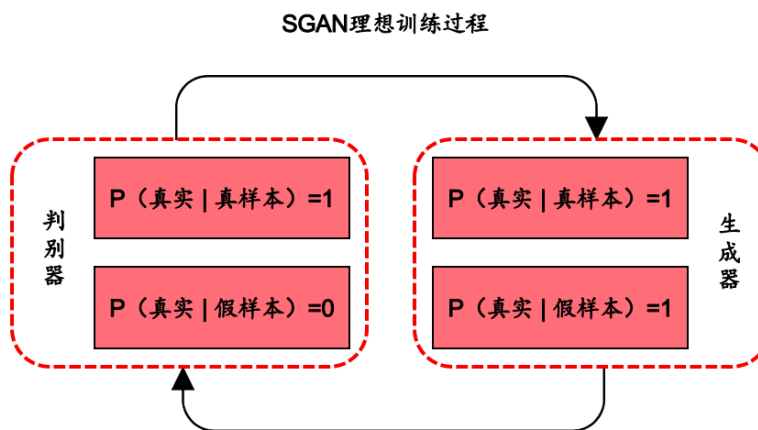 SGAN理想训练过程
判别器
P（真实 | 真样本）=1
P（真实 | 假样本）=0
P（真实 | 真样本）=1
P（真实 | 假样本）=1
生成器